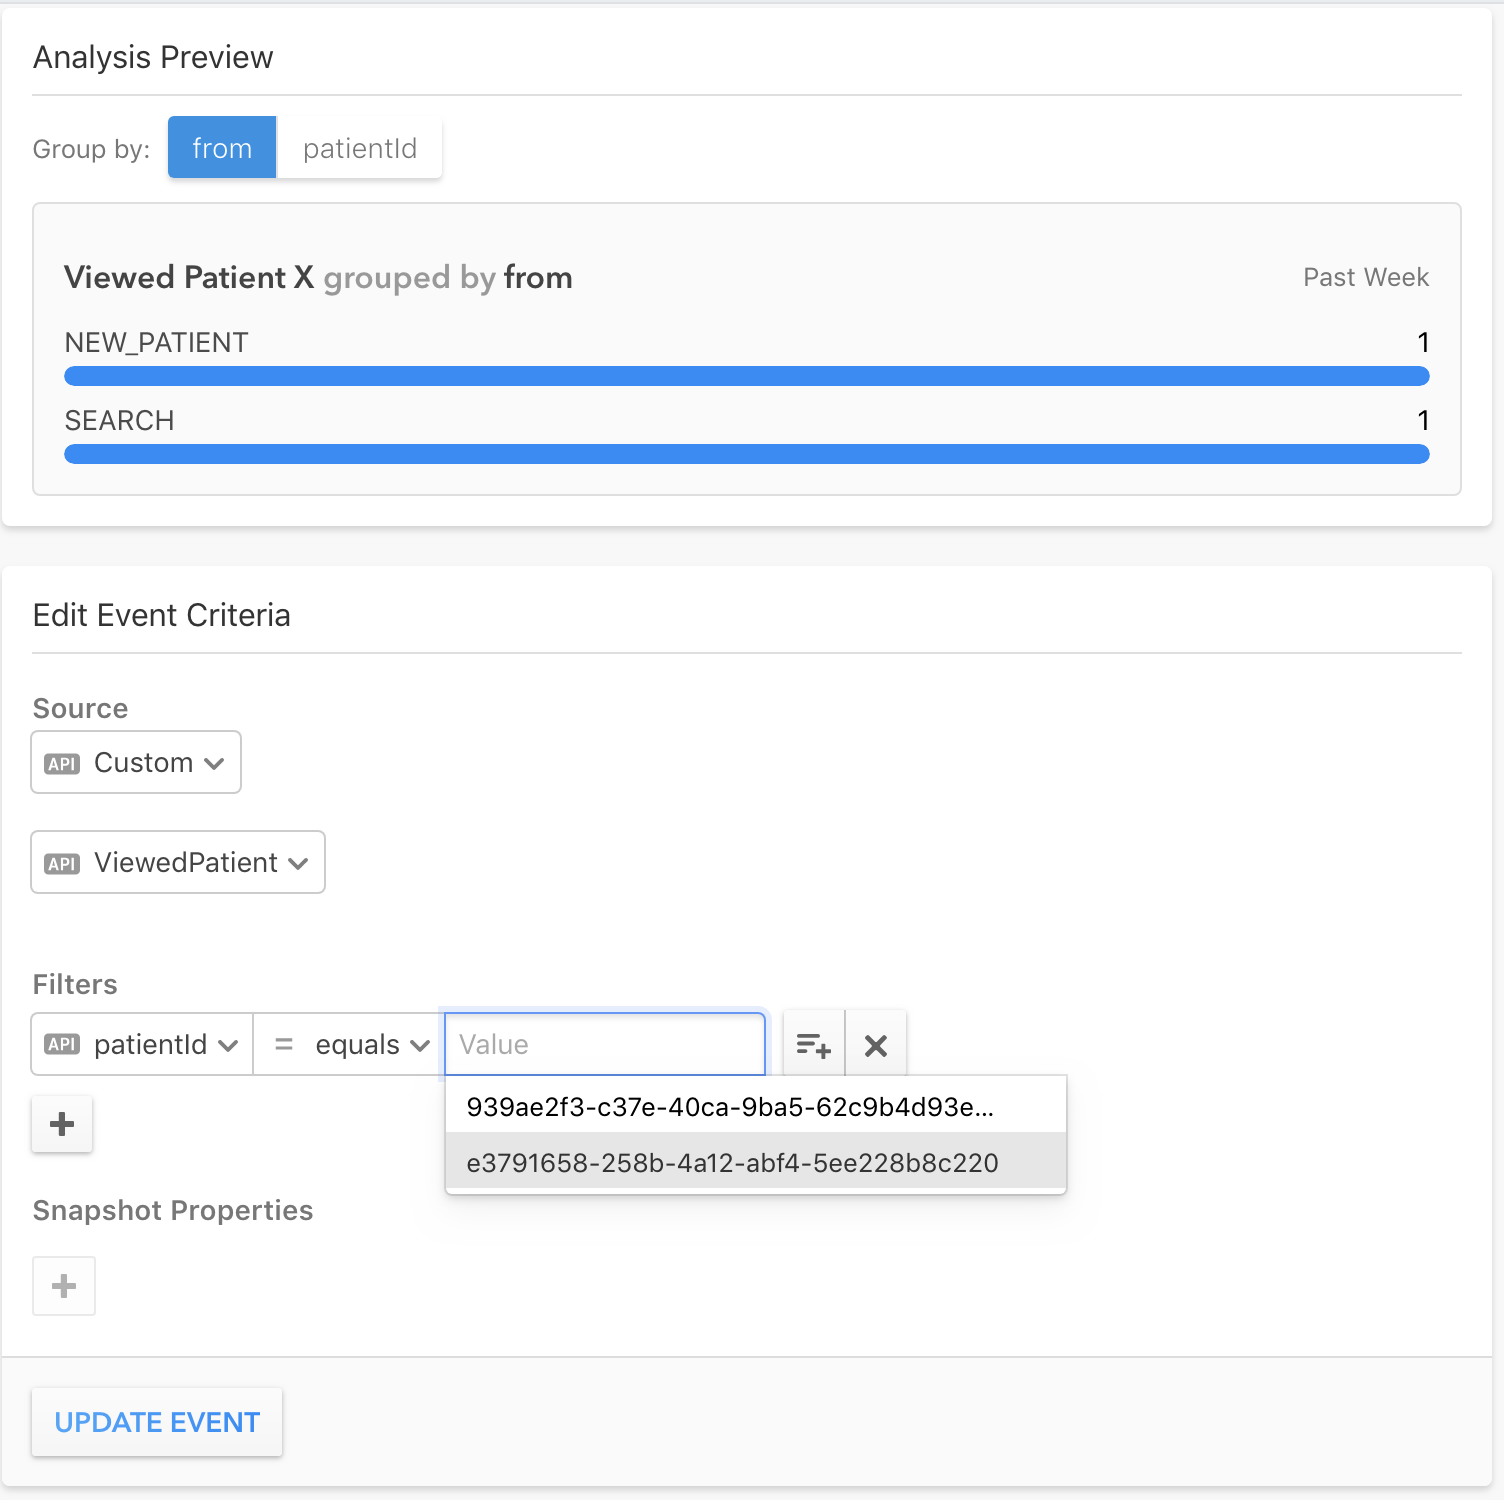 Analysis Preview
Group by: from patientId
Viewed Patient X grouped by from Past Week
NEW_PATIENT 1
SEARCH 1
Edit Event Criteria
Source
API Custom
API ViewedPatient
Filters
API patientId = equals Value
939ae2f3-c37e-40ca-9ba5-62c9b4d93e...
e3791658-258b-4a12-abf4-5ee228b8c220
Snapshot Properties
UPDATE EVENT